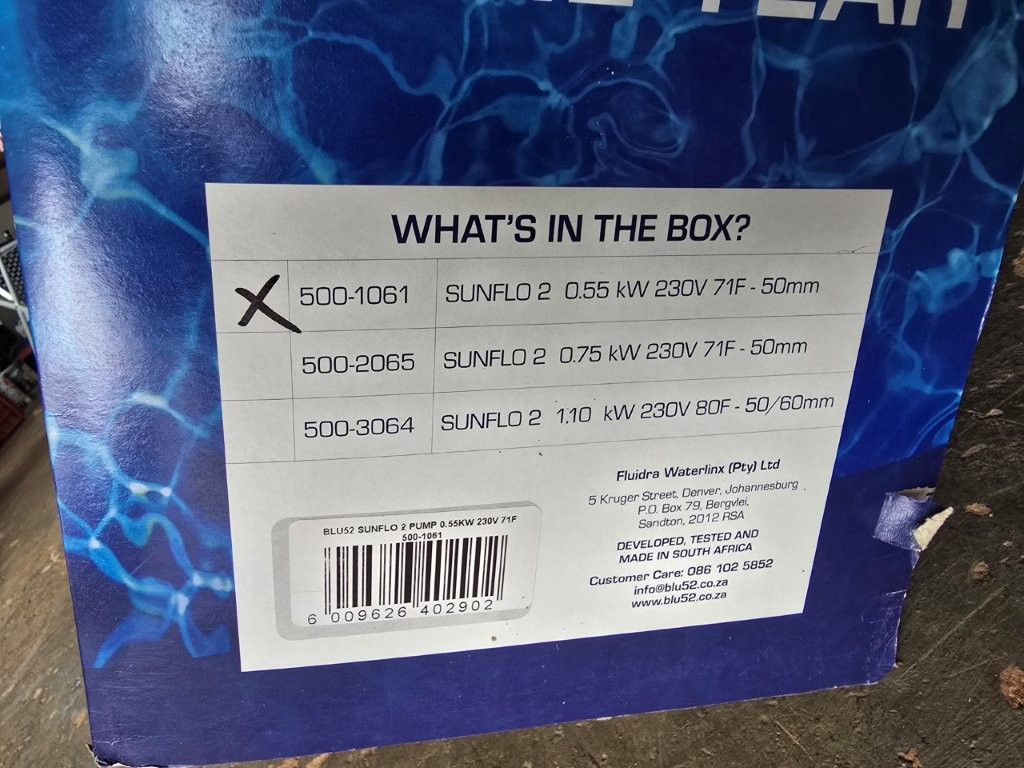 YEAR
WHAT'S IN THE BOX?
X 500-1061 SUNFLO 2 0.55 kW 230V 71F - 50mm
500-2065 SUNFLO 2 0.75 kW 230V 71F - 50mm
500-3064 SUNFLO 2 1.10 kW 230V 80F - 50/60mm
Fluidra Waterlinx (Pty) Ltd
5 Kruger Street, Denver, Johannesburg
P.O. Box 79, Bergvlei,
Sandton, 2012 RSA
DEVELOPED, TESTED AND
MADE IN SOUTH AFRICA
Customer Care: 086 102 5852
info@blu52.co.za
www.blu52.co.za
BLU52 SUNFLO 2 PUMP 0.55KW 230V 71F
500-1061
6 009626 402902